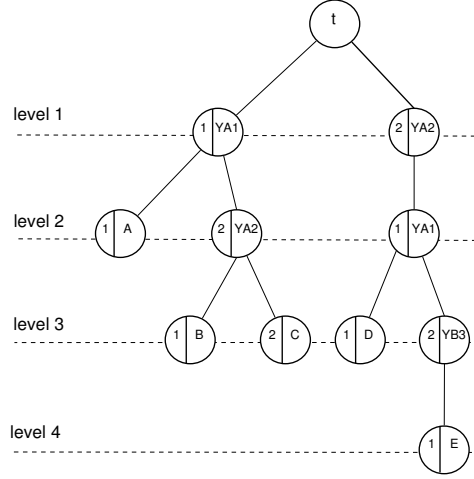 t
level 1
1 YA1 2 YA2
level 2
1 A 2 YA2 1 YA1
level 3
1 B 2 C 1 D 2 YB3
level 4
1 E